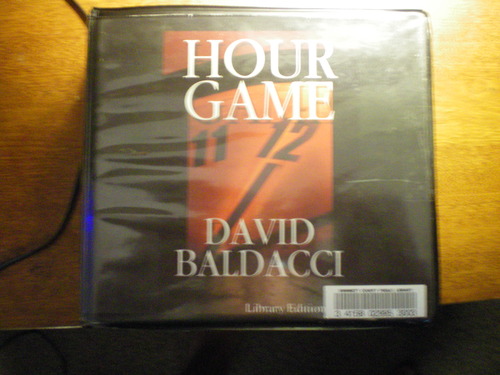 HOUR
GAME
11 12
DAVID
BALDACCI
Library Edition